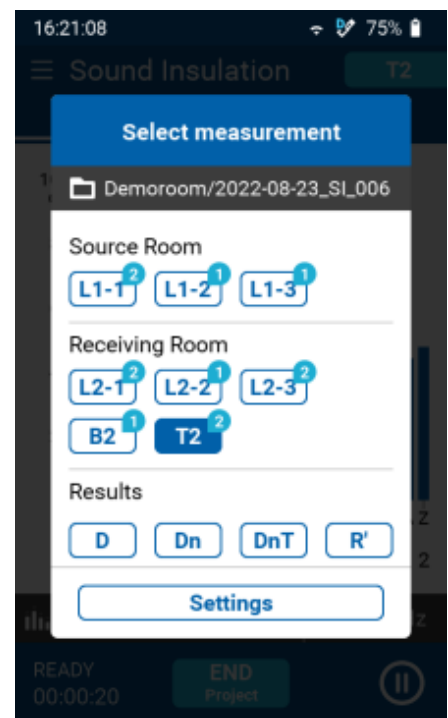 16:21:08 75%
Sound Insulation T2
Select measurement
Demoroom/2022-08-23_SI_006
Source Room
L1-1 2 L1-2 1 L1-3 1
Receiving Room
L2-1 2 L2-2 1 L2-3 2
B2 1 T2 2
Results
D Dn DnT R'
Z
2
Settings
READY END
00:00:20 Project